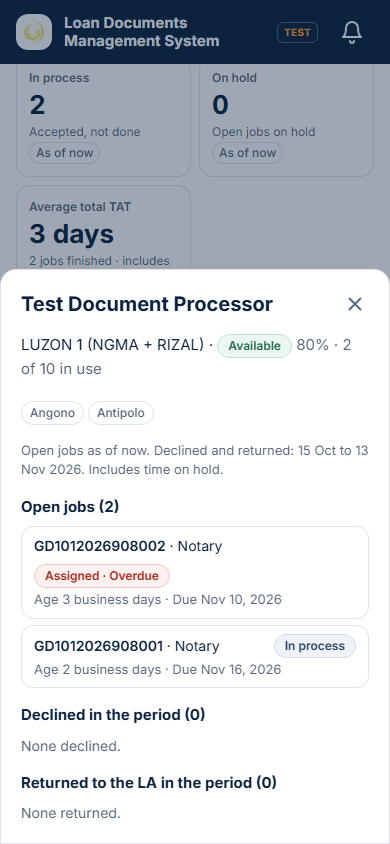 Loan Documents
Management System
TEST
In process
2
Accepted, not done
As of now
On hold
0
Open jobs on hold
As of now
Average total TAT
3 days
2 jobs finished · includes
Test Document Processor
LUZON 1 (NGMA + RIZAL) · Available 80% · 2
of 10 in use
Angono Antipolo
Open jobs as of now. Declined and returned: 15 Oct to 13
Nov 2026. Includes time on hold.
Open jobs (2)
GD1012026908002 · Notary
Assigned · Overdue
Age 3 business days · Due Nov 10, 2026
GD1012026908001 · Notary In process
Age 2 business days · Due Nov 16, 2026
Declined in the period (0)
None declined.
Returned to the LA in the period (0)
None returned.